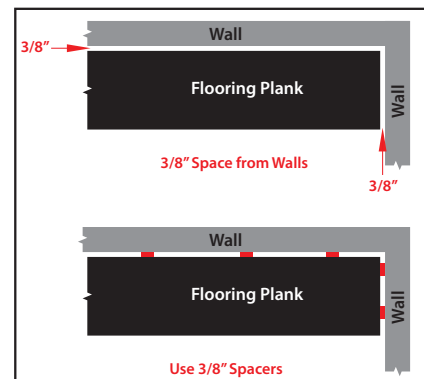 Wall
3/8”
Flooring Plank
Wall
3/8” Space from Walls
3/8”
Wall
Flooring Plank
Wall
Use 3/8” Spacers